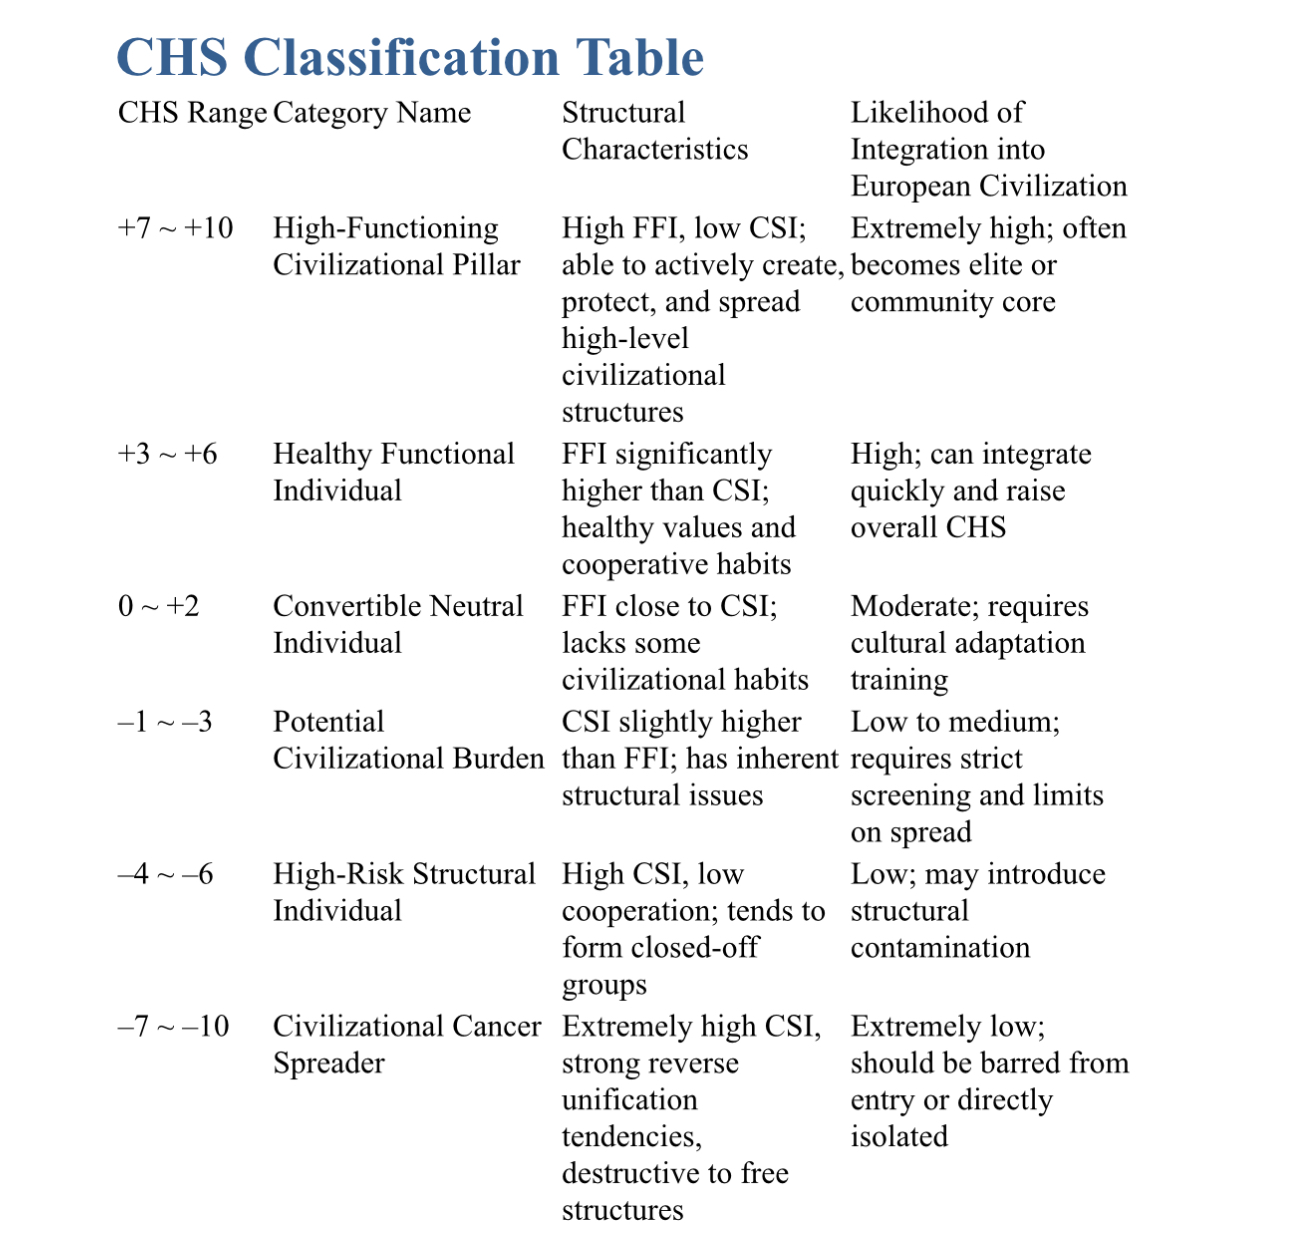 CHS Classification Table
CHS Range Category Name Structural Likelihood of
Characteristics Integration into
European Civilization
+7 ~ +10 High-Functioning High FFI, low CSI; Extremely high; often
Civilizational Pillar able to actively create, becomes elite or
protect, and spread community core
high-level
civilizational
structures
+3 ~ +6 Healthy Functional FFI significantly High; can integrate
Individual higher than CSI; quickly and raise
healthy values and overall CHS
cooperative habits
0 ~ +2 Convertible Neutral FFI close to CSI; Moderate; requires
Individual lacks some cultural adaptation
civilizational habits training
–1 ~ –3 Potential CSI slightly higher Low to medium;
Civilizational Burden than FFI; has inherent requires strict
structural issues screening and limits
on spread
–4 ~ –6 High-Risk Structural High CSI, low Low; may introduce
Individual cooperation; tends to structural
form closed-off contamination
groups
–7 ~ –10 Civilizational Cancer Extremely high CSI, Extremely low;
Spreader strong reverse should be barred from
unification entry or directly
tendencies, isolated
destructive to free
structures